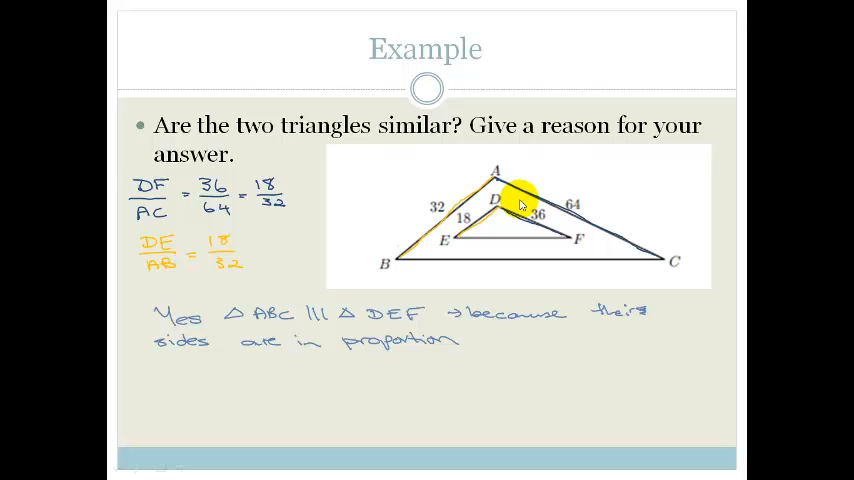 Example
• Are the two triangles similar? Give a reason for your
answer.
DF/AC = 36/64 = 18/32
DE/AB = 18/32
A
D
32
18
36
64
E
F
B
C
Yes △ ABC ||| △ DEF → because their
sides are in proportion